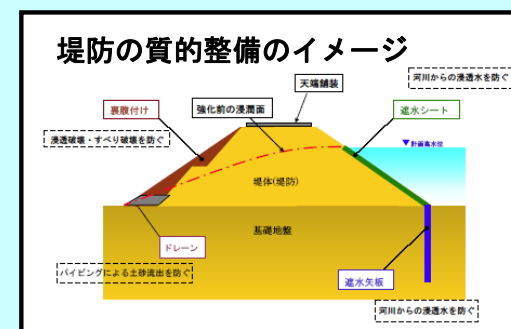 堤防の質的整備のイメージ
河川からの浸透水を防ぐ
天端舗装
裏腹付け
強化前の浸潤面
遮水シート
浸透破壊・すべり破壊を防ぐ
▼計画高水位
堤体(堤防)
基礎地盤
ドレーン
パイピングによる土砂流出を防ぐ
遮水矢板
河川からの浸透水を防ぐ